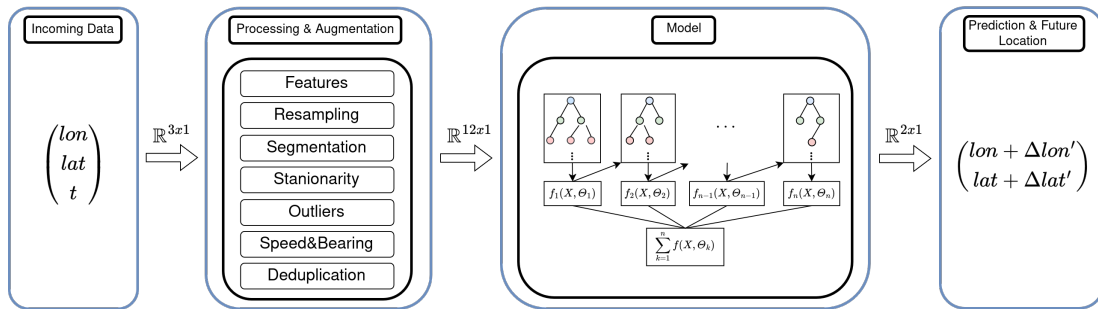 Incoming Data
(lon
lat
t)
ℝ^{3x1}
Processing & Augmentation
Features
Resampling
Segmentation
Stanionarity
Outliers
Speed&Bearing
Deduplication
ℝ^{12x1}
Model
. . .
f_1(X, Θ_1)
f_2(X, Θ_2)
f_{n-1}(X, Θ_{n-1})
f_n(X, Θ_n)
∑_{k=1}^{n} f(X, Θ_k)
ℝ^{2x1}
Prediction & Future
Location
(lon + Δlon′
lat + Δlat′)